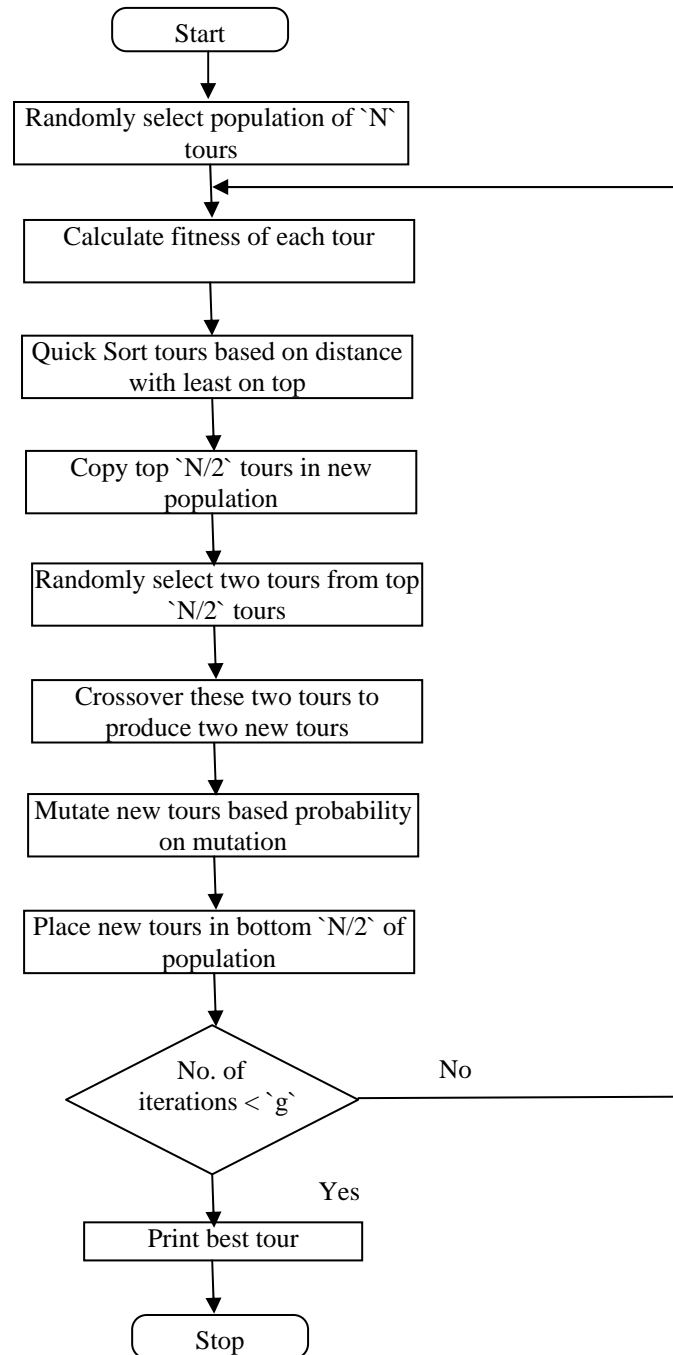 Start
Randomly select population of `N`
tours
Calculate fitness of each tour
Quick Sort tours based on distance
with least on top
Copy top `N/2` tours in new
population
Randomly select two tours from top
`N/2` tours
Crossover these two tours to
produce two new tours
Mutate new tours based probability
on mutation
Place new tours in bottom `N/2` of
population
No. of
iterations < `g`
No
Yes
Print best tour
Stop